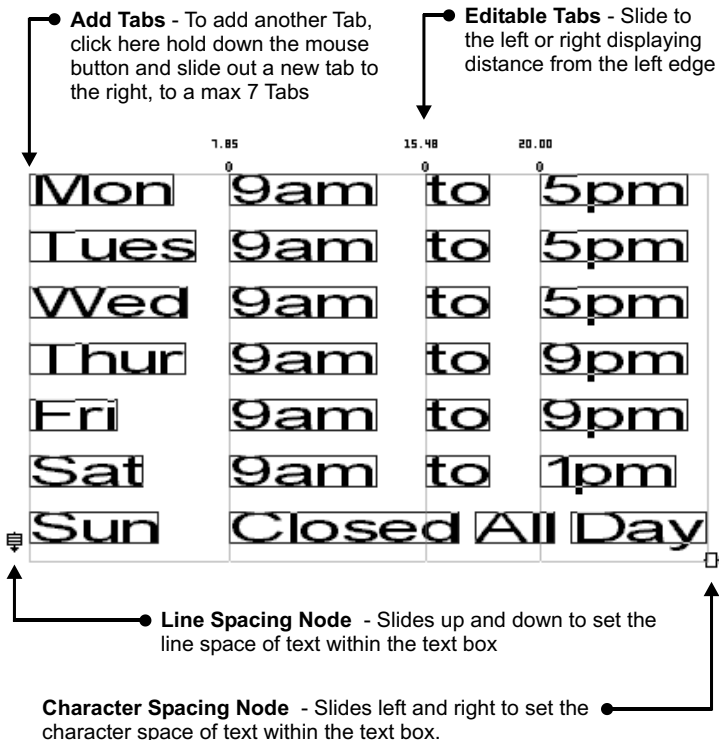 Add Tabs - To add another Tab,
click here hold down the mouse
button and slide out a new tab to
the right, to a max 7 Tabs
Editable Tabs - Slide to
the left or right displaying
distance from the left edge
7.85 15.48 20.00
0 0 0
Mon 9am to 5pm
Tues 9am to 5pm
Wed 9am to 5pm
Thur 9am to 9pm
Fri 9am to 9pm
Sat 9am to 1pm
Sun Closed All Day
Line Spacing Node - Slides up and down to set the
line space of text within the text box
Character Spacing Node - Slides left and right to set the
character space of text within the text box.